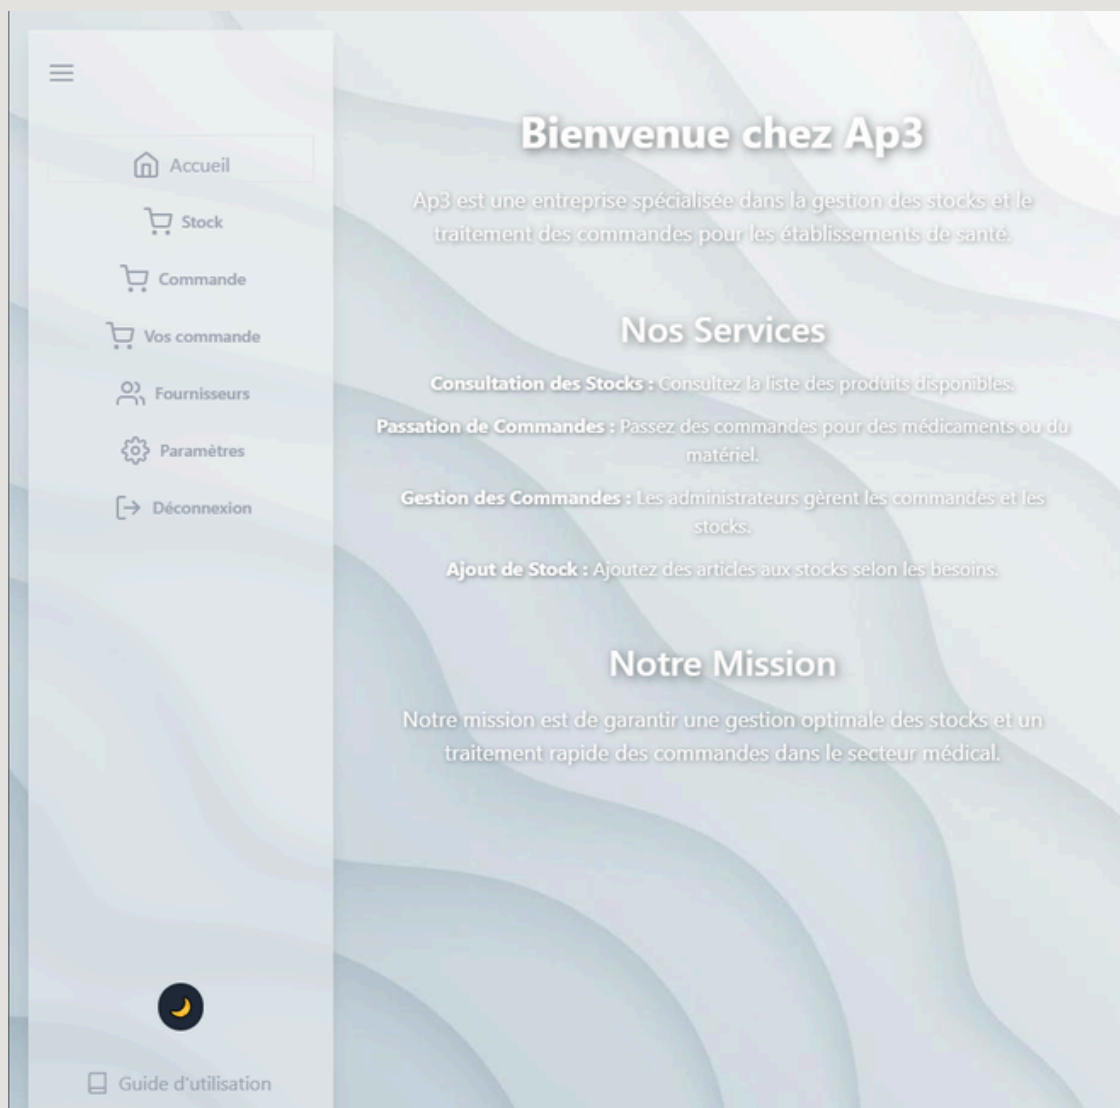 Accueil
Stock
Commande
Vos commande
Fournisseurs
Paramètres
Déconnexion
Guide d'utilisation
Bienvenue chez Ap3
Ap3 est une entreprise spécialisée dans la gestion des stocks et le
traitement des commandes pour les établissements de santé.
Nos Services
Consultation des Stocks : Consultez la liste des produits disponibles.
Passation de Commandes : Passez des commandes pour des médicaments ou du
matériel.
Gestion des Commandes : Les administrateurs gèrent les commandes et les
stocks.
Ajout de Stock : Ajoutez des articles aux stocks selon les besoins.
Notre Mission
Notre mission est de garantir une gestion optimale des stocks et un
traitement rapide des commandes dans le secteur médical.